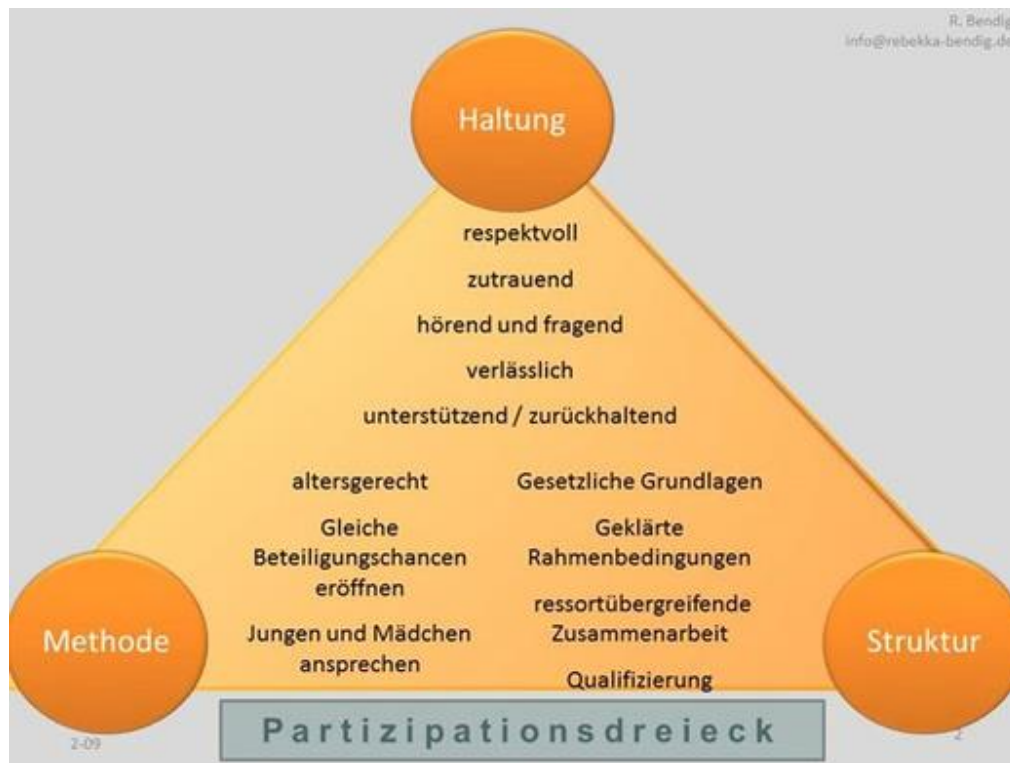 R. Bendig
info@rebekka-bendig.de
Haltung
respektvoll
zutrauend
hörend und fragend
verlässlich
unterstützend / zurückhaltend
altersgerecht
Gleiche
Beteiligungschancen
eröffnen
Jungen und Mädchen
ansprechen
Gesetzliche Grundlagen
Geklärte
Rahmenbedingungen
ressortübergreifende
Zusammenarbeit
Qualifizierung
Methode
Struktur
Partizipationsdreieck
2-09
2